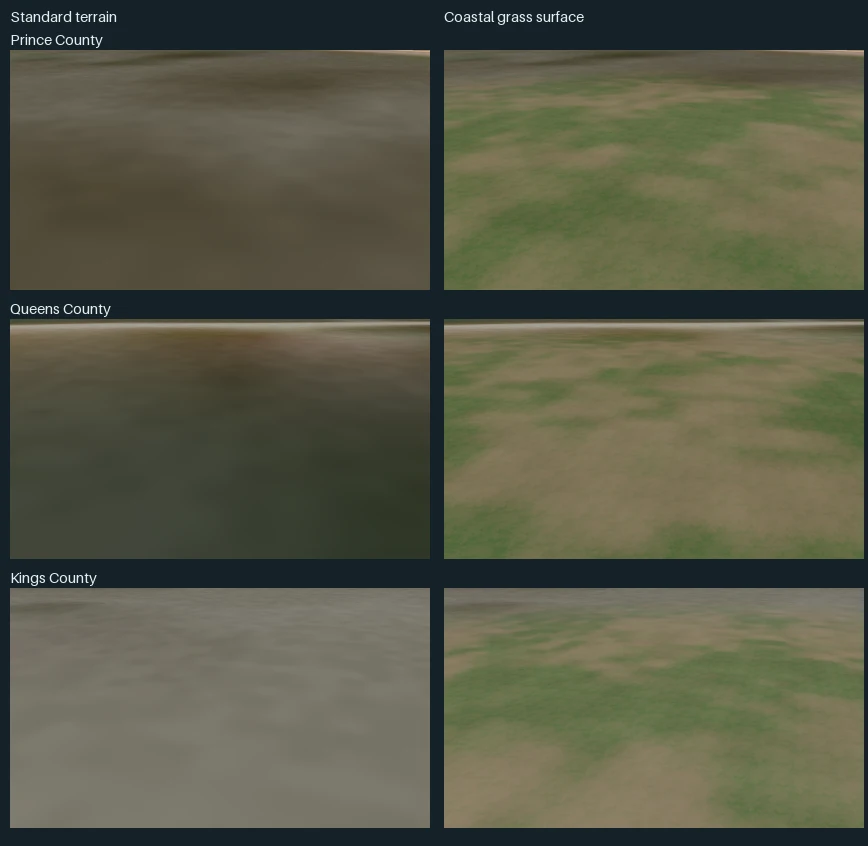 Standard terrain
Coastal grass surface
Prince County
Queens County
Kings County